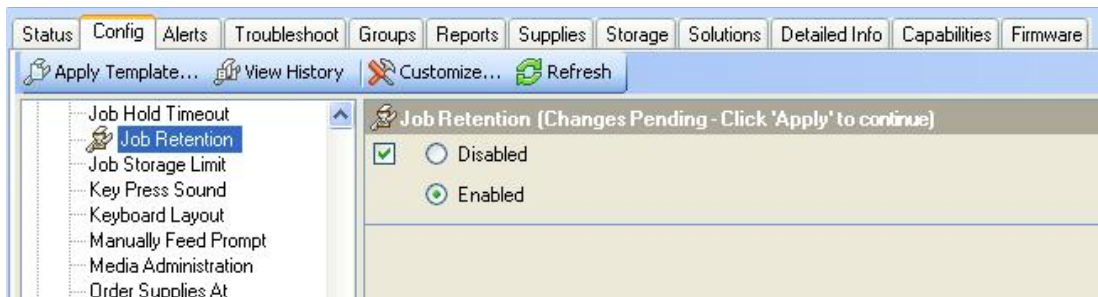 Status Config Alerts Troubleshoot Groups Reports Supplies Storage Solutions Detailed Info Capabilities Firmware
Apply Template... View History Customize... Refresh
Job Hold Timeout
Job Retention
Job Storage Limit
Key Press Sound
Keyboard Layout
Manually Feed Prompt
Media Administration
Order Supplies At
Job Retention (Changes Pending - Click 'Apply' to continue)
Disabled
Enabled